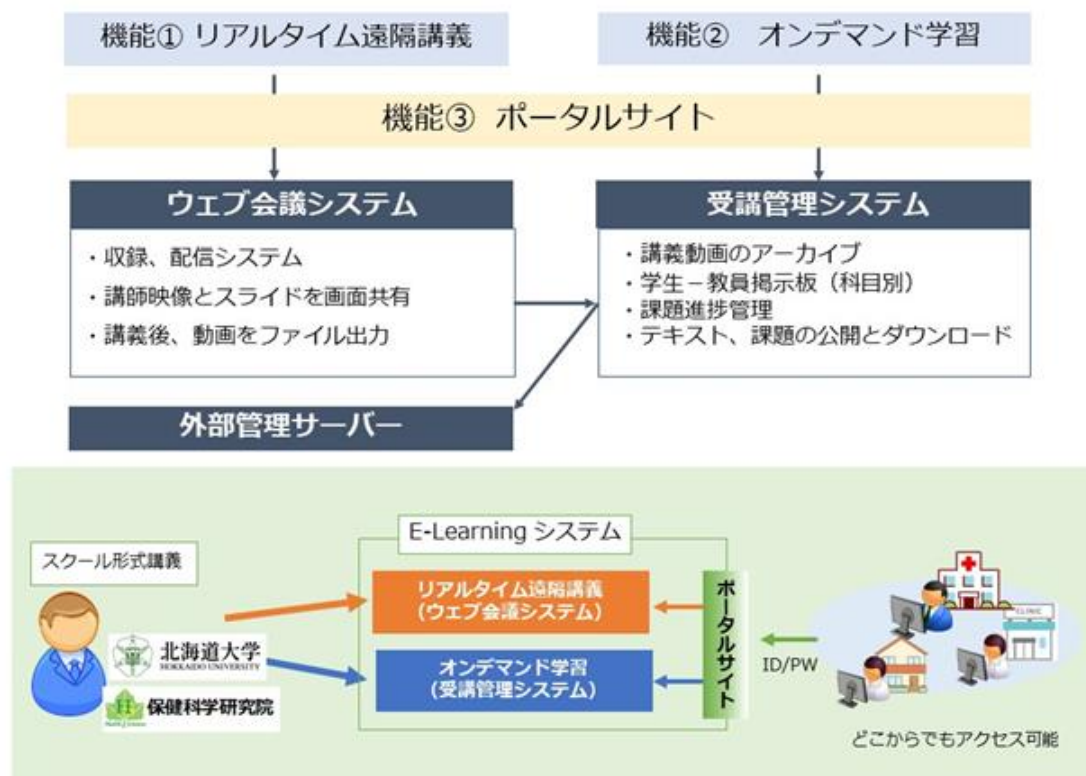 機能① リアルタイム遠隔講義
機能② オンデマンド学習
機能③ ポータルサイト
ウェブ会議システム
・収録、配信システム
・講師映像とスライドを画面共有
・講義後、動画をファイル出力
受講管理システム
・講義動画のアーカイブ
・学生－教員掲示板（科目別）
・課題進捗管理
・テキスト、課題の公開とダウンロード
外部管理サーバー
E-Learning システム
スクール形式講義
リアルタイム遠隔講義
(ウェブ会議システム)
オンデマンド学習
(受講管理システム)
ポータルサイト
北海道大学
HOKKAIDO UNIVERSITY
保健科学研究院
ID/PW
CLINIC
どこからでもアクセス可能